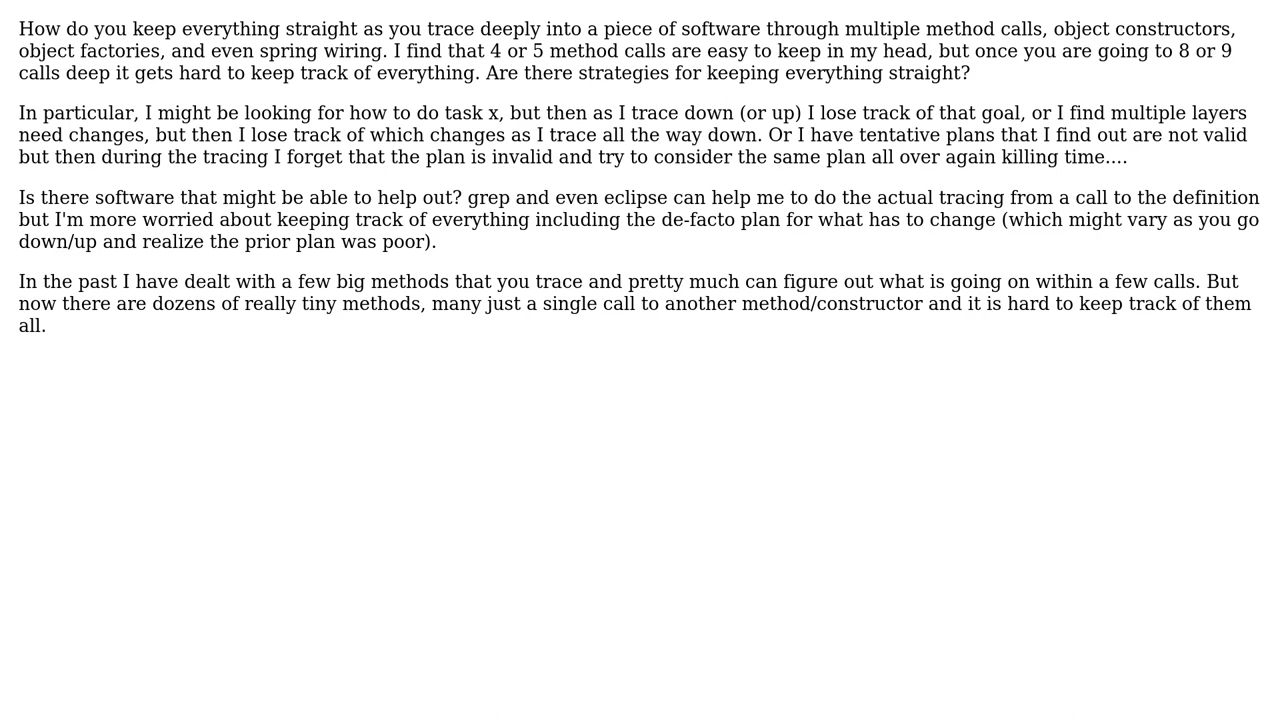 How do you keep everything straight as you trace deeply into a piece of software through multiple method calls, object constructors,
object factories, and even spring wiring. I find that 4 or 5 method calls are easy to keep in my head, but once you are going to 8 or 9
calls deep it gets hard to keep track of everything. Are there strategies for keeping everything straight?
In particular, I might be looking for how to do task x, but then as I trace down (or up) I lose track of that goal, or I find multiple layers
need changes, but then I lose track of which changes as I trace all the way down. Or I have tentative plans that I find out are not valid
but then during the tracing I forget that the plan is invalid and try to consider the same plan all over again killing time....
Is there software that might be able to help out? grep and even eclipse can help me to do the actual tracing from a call to the definition
but I'm more worried about keeping track of everything including the de-facto plan for what has to change (which might vary as you go
down/up and realize the prior plan was poor).
In the past I have dealt with a few big methods that you trace and pretty much can figure out what is going on within a few calls. But
now there are dozens of really tiny methods, many just a single call to another method/constructor and it is hard to keep track of them
all.